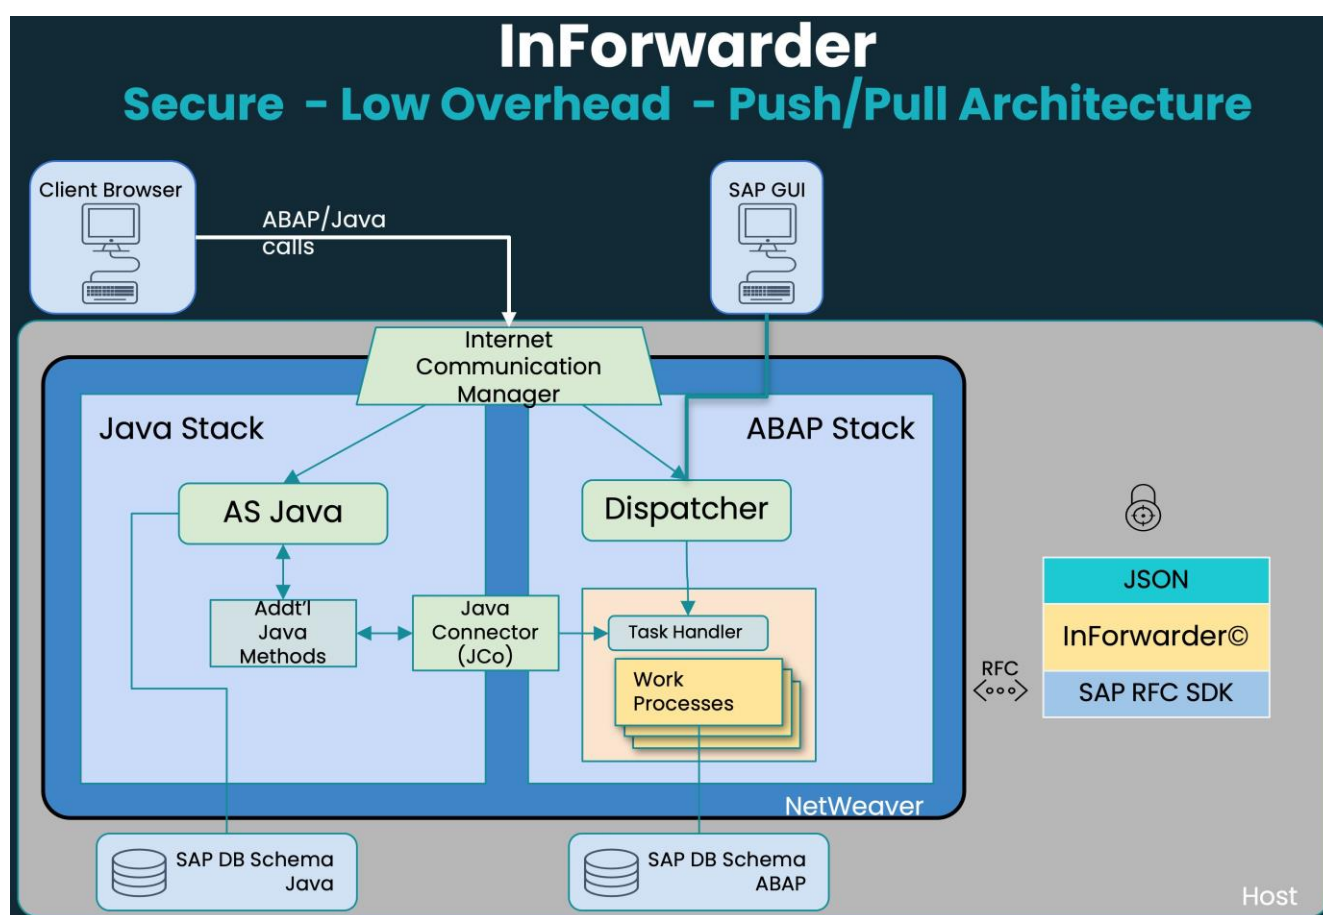 InForwarder
Secure - Low Overhead - Push/Pull Architecture
Client Browser
ABAP/Java
calls
SAP GUI
Internet
Communication
Manager
Java Stack
ABAP Stack
AS Java
Dispatcher
Addt'l
Java
Methods
Java
Connector
(JCo)
Task Handler
Work
Processes
RFC
JSON
InForwarder©
SAP RFC SDK
NetWeaver
SAP DB Schema
Java
SAP DB Schema
ABAP
Host